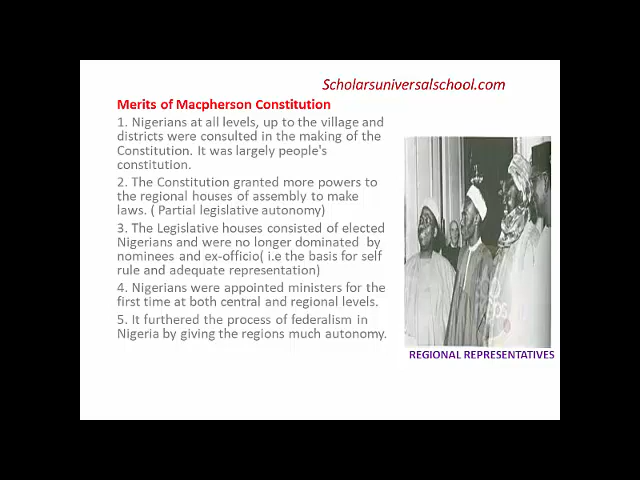 Scholarsuniversalschool.com
Merits of Macpherson Constitution
1. Nigerians at all levels, up to the village and
districts were consulted in the making of the
Constitution. It was largely people's
constitution.
2. The Constitution granted more powers to
the regional houses of assembly to make
laws. ( Partial legislative autonomy)
3. The Legislative houses consisted of elected
Nigerians and were no longer dominated by
nominees and ex-officio( i.e the basis for self
rule and adequate representation)
4. Nigerians were appointed ministers for the
first time at both central and regional levels.
5. It furthered the process of federalism in
Nigeria by giving the regions much autonomy.
REGIONAL REPRESENTATIVES